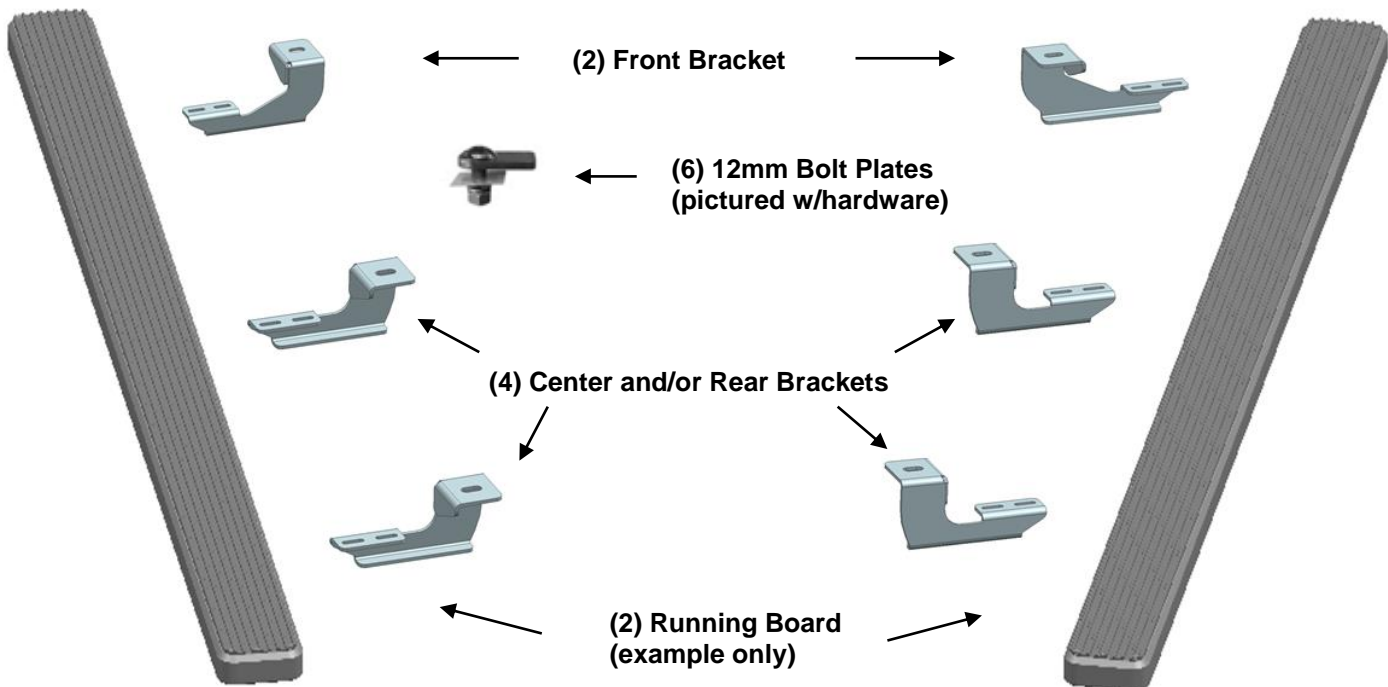 (2) Front Bracket
(6) 12mm Bolt Plates
(pictured w/hardware)
(4) Center and/or Rear Brackets
(2) Running Board
(example only)